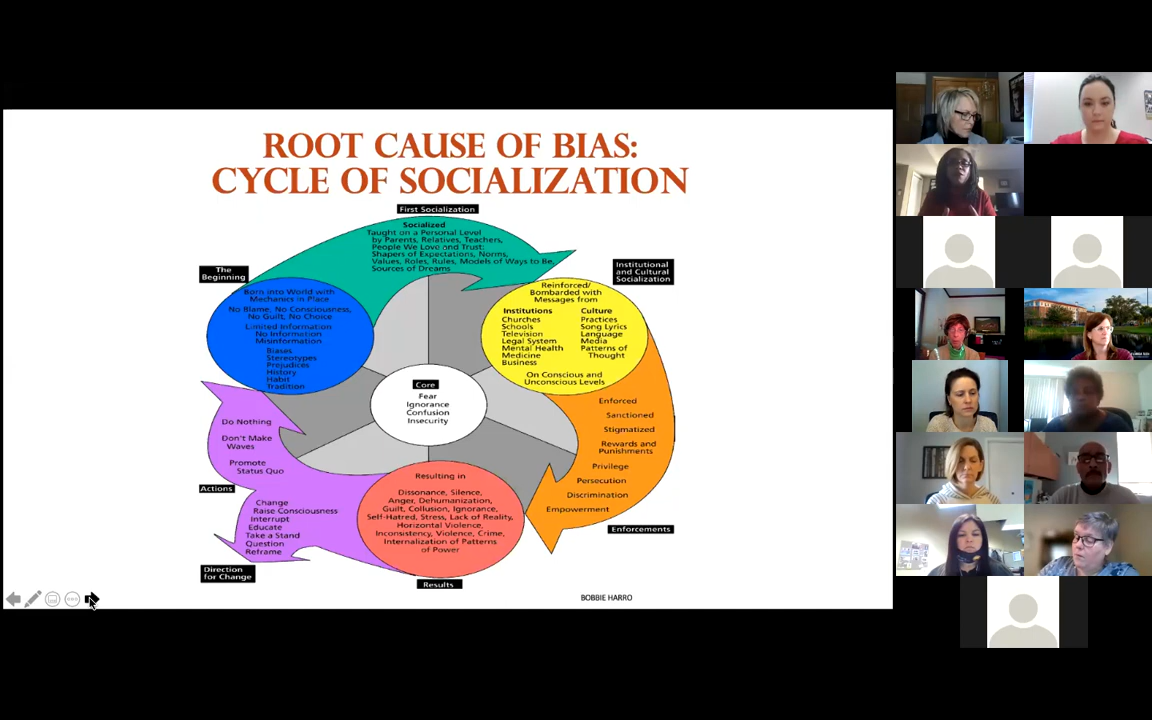 ROOT CAUSE OF BIAS:
CYCLE OF SOCIALIZATION
First Socialization
Socialized
Taught on a Personal Level
by Parents, Relatives, Teachers,
People We Love and Trust:
Shapers of Expectations, Norms,
Values, Roles, Rules, Models of Ways to Be,
Sources of Dreams
The
Beginning
Born into World with
Mechanics in Place
No Blame, No Consciousness,
No Guilt, No Choice
Limited Information
No Information
Misinformation
Biases
Stereotypes
Prejudices
History
Habit
Tradition
Institutional
and Cultural
Socialization
Reinforced/
Bombarded with
Messages from
Institutions
Churches
Schools
Television
Legal System
Mental Health
Medicine
Business
Culture
Practices
Song Lyrics
Language
Media
Patterns of
Thought
On Conscious and
Unconscious Levels
Core
Fear
Ignorance
Confusion
Insecurity
Enforced
Sanctioned
Stigmatized
Rewards and
Punishments
Privilege
Persecution
Discrimination
Empowerment
Enforcements
Resulting in
Dissonance, Silence,
Anger, Dehumanization,
Guilt, Collusion, Ignorance,
Self-Hatred, Stress, Lack of Reality,
Horizontal Violence,
Inconsistency, Violence, Crime,
Internalization of Patterns
of Power
Results
Do Nothing
Don't Make
Waves
Promote
Status Quo
Actions
Change
Raise Consciousness
Interrupt
Educate
Take a Stand
Question
Reframe
Direction
for Change
BOBBIE HARRO